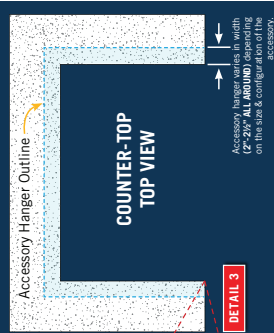 Accessory Hanger Outline
COUNTER-TOP
TOP VIEW
Accessory hanger varies in width
(2"-2½" ALL AROUND) depending
on the size & configuration of the
accessory.
DETAIL 3